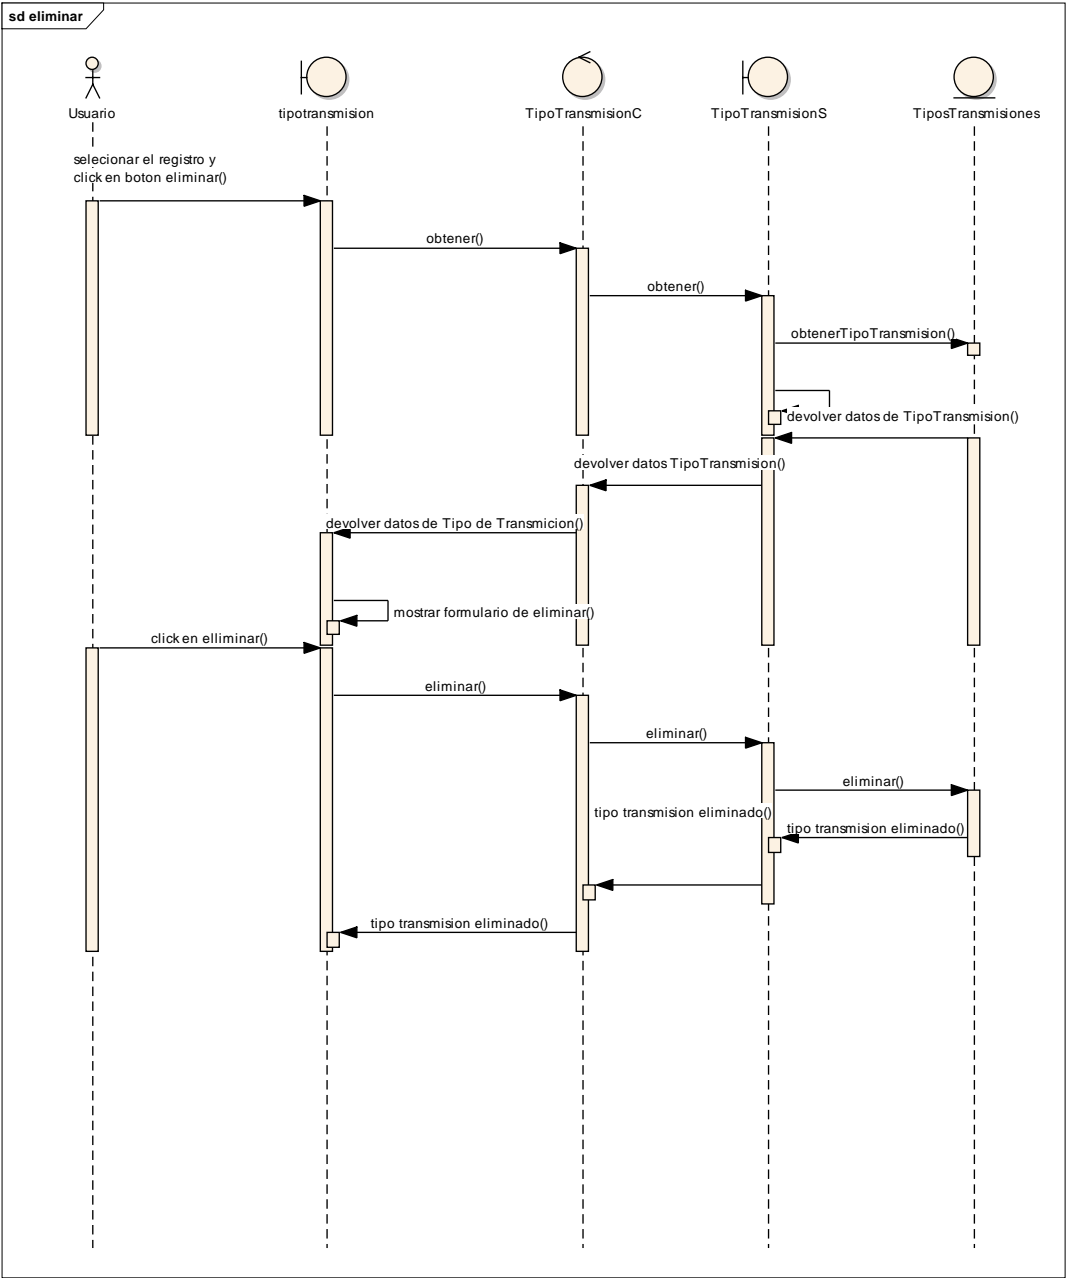 sd eliminar
Usuario
tipotransmision
TipoTransmisionC
TipoTransmisionS
TiposTransmisiones
selecionar el registro y
click en boton eliminar()
obtener()
obtener()
obtenerTipoTransmision()
devolver datos de TipoTransmision()
devolver datos TipoTransmision()
devolver datos de Tipo de Transmicion()
mostrar formulario de eliminar()
click en elliminar()
eliminar()
eliminar()
eliminar()
tipo transmision eliminado()
tipo transmision eliminado()
tipo transmision eliminado()